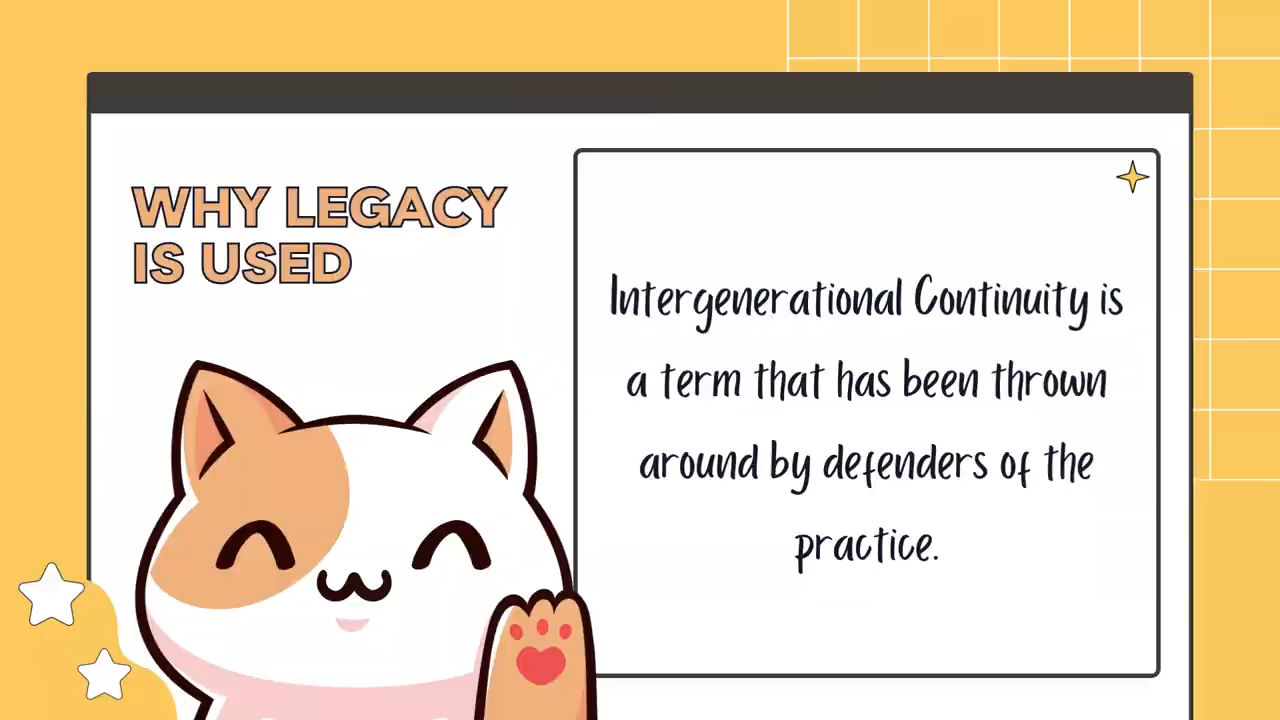 WHY LEGACY
IS USED
Intergenerational Continuity is
a term that has been thrown
around by defenders of the
practice.